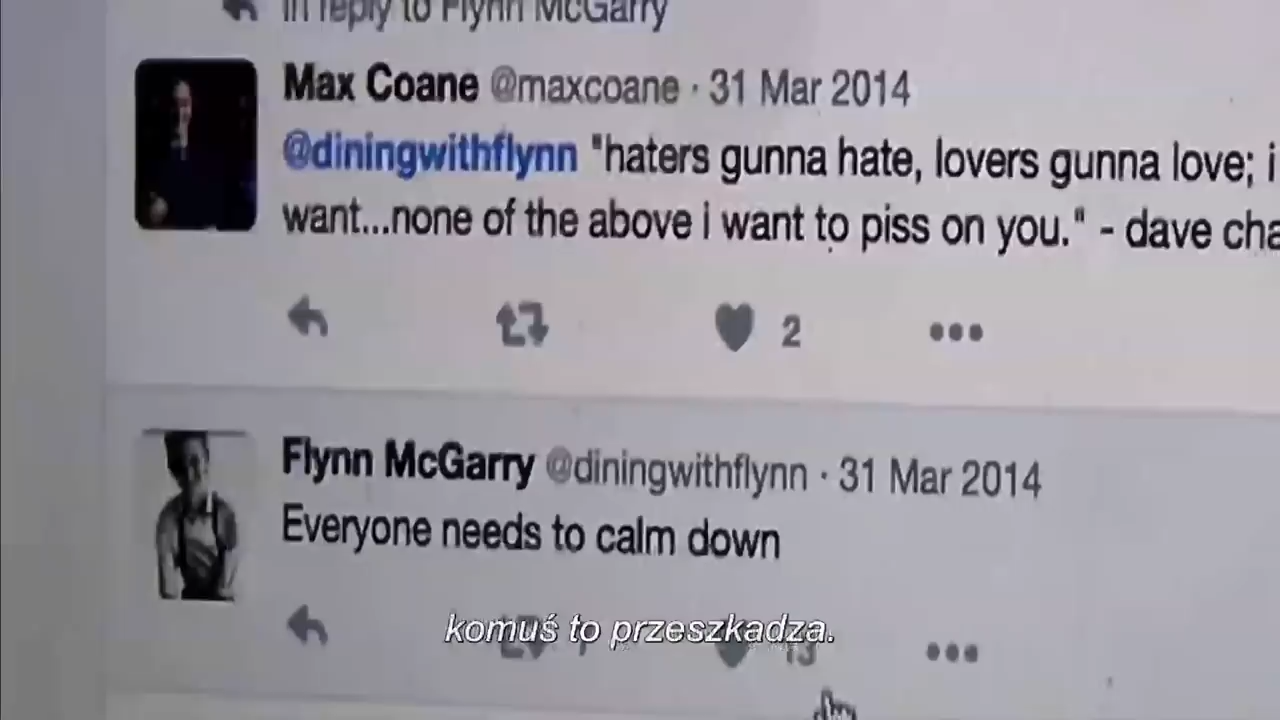 in reply to Flynn McGarry
Max Coane @maxcoane · 31 Mar 2014
@diningwithflynn "haters gunna hate, lovers gunna love; i
want...none of the above i want to piss on you." - dave cha
2
Flynn McGarry @diningwithflynn · 31 Mar 2014
Everyone needs to calm down
komuś to przeszkadza.
13